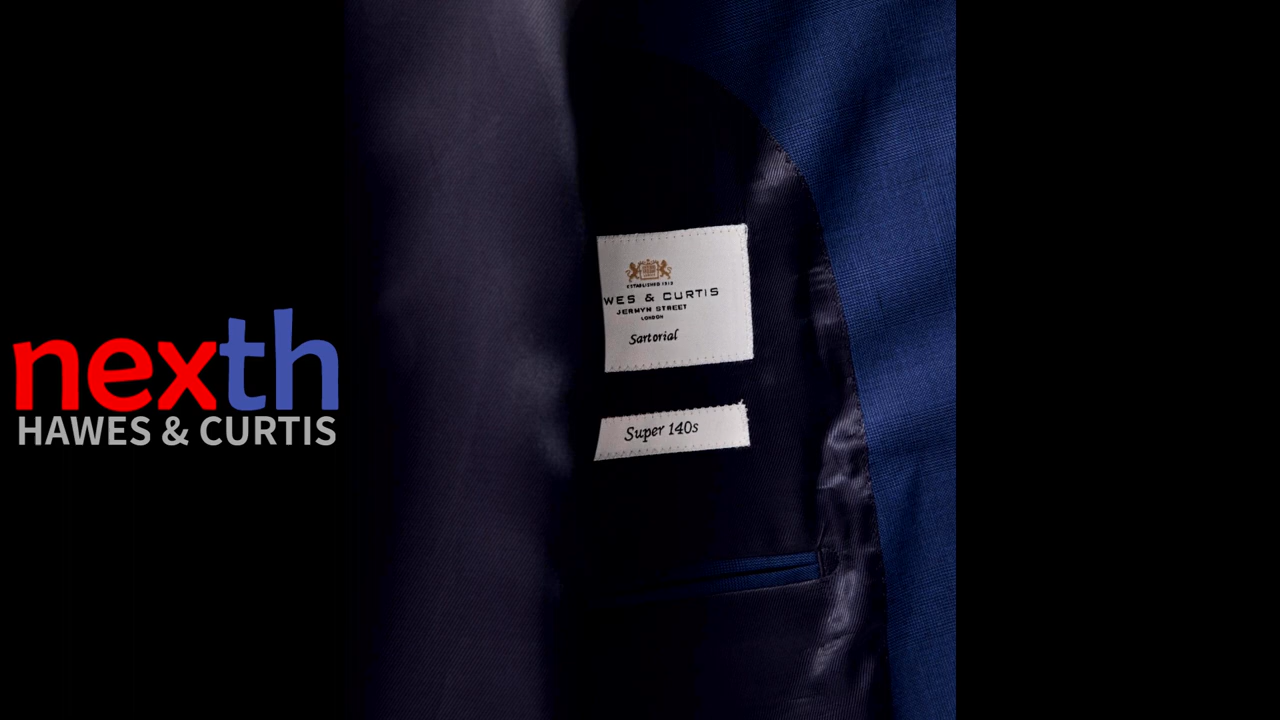 nexth
HAWES & CURTIS
ESTABLISHED 1913
WES & CURTIS
JERMYN STREET
LONDON
Sartorial
Super 140s